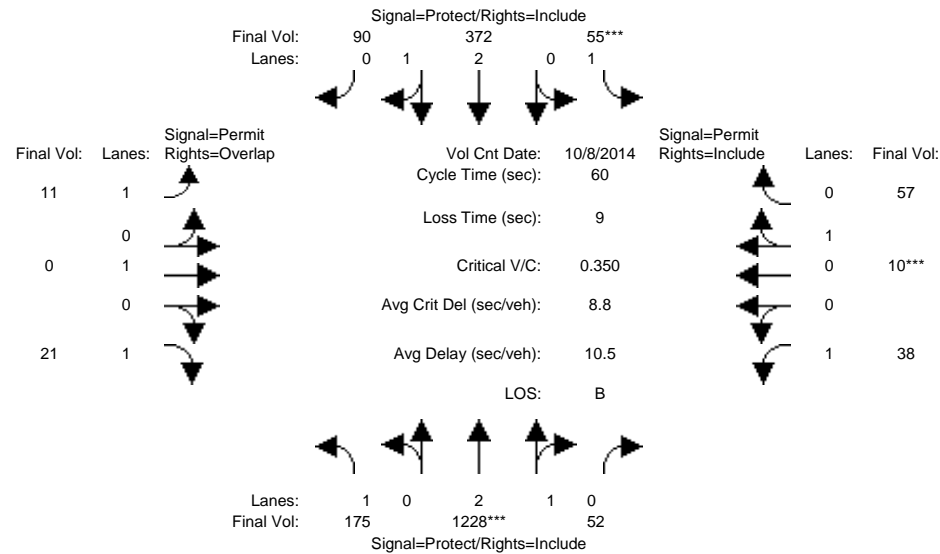 Signal=Protect/Rights=Include
Final Vol: 90 372 55***
Lanes: 0 1 2 0 1
Signal=Permit Signal=Permit
Final Vol: Lanes: Rights=Overlap Vol Cnt Date: 10/8/2014 Rights=Include Lanes: Final Vol:
Cycle Time (sec): 60
11 1 0 57
Loss Time (sec): 9
0 1
0 1 Critical V/C: 0.350 0 10***
0 Avg Crit Del (sec/veh): 8.8 0
21 1 Avg Delay (sec/veh): 10.5 1 38
LOS: B
Lanes: 1 0 2 1 0
Final Vol: 175 1228*** 52
Signal=Protect/Rights=Include